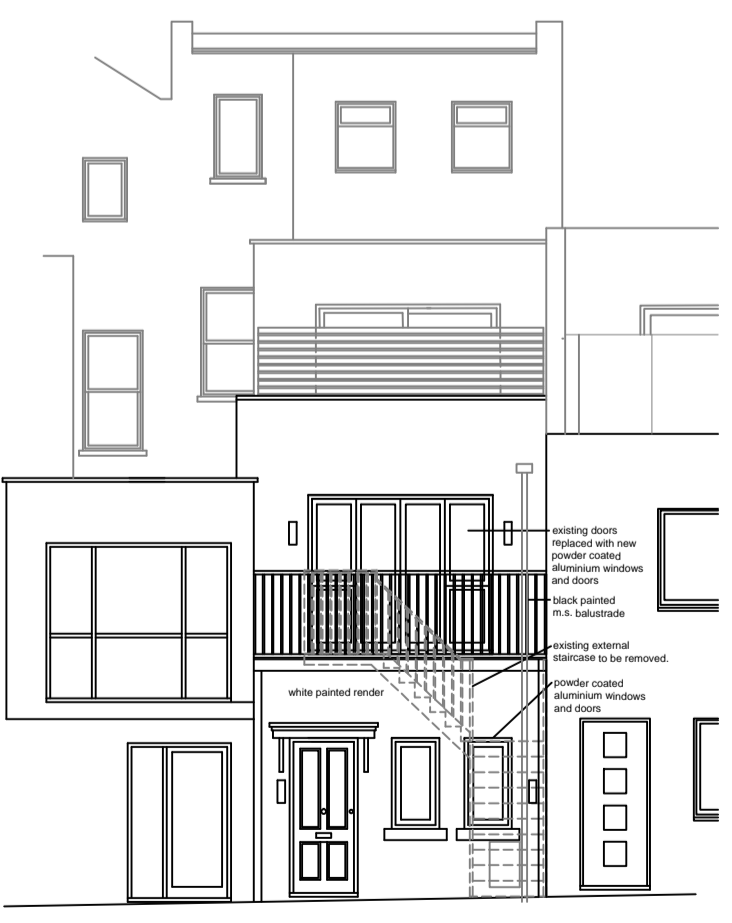 existing doors
replaced with new
powder coated
aluminium windows
and doors
black painted
m.s. balustrade
existing external
staircase to be removed.
powder coated
aluminium windows
and doors
white painted render